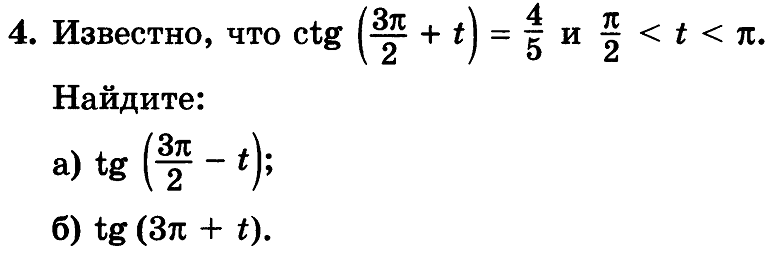 4. Известно, что ctg (3π/2 + t) = 4/5 и π/2 < t < π.
Найдите:
а) tg (3π/2 − t);
б) tg (3π + t).